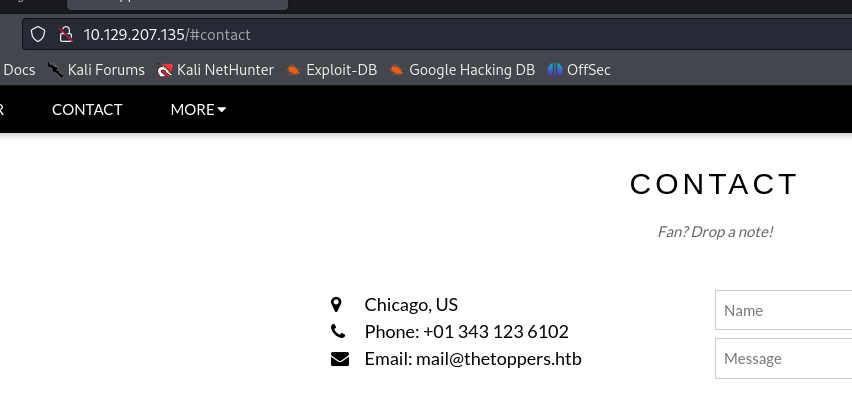 10.129.207.135/#contact
Docs Kali Forums Kali NetHunter Exploit-DB Google Hacking DB OffSec
R CONTACT MORE
CONTACT
Fan? Drop a note!
Chicago, US
Name
Phone: +01 343 123 6102
Email: mail@thetoppers.htb
Message